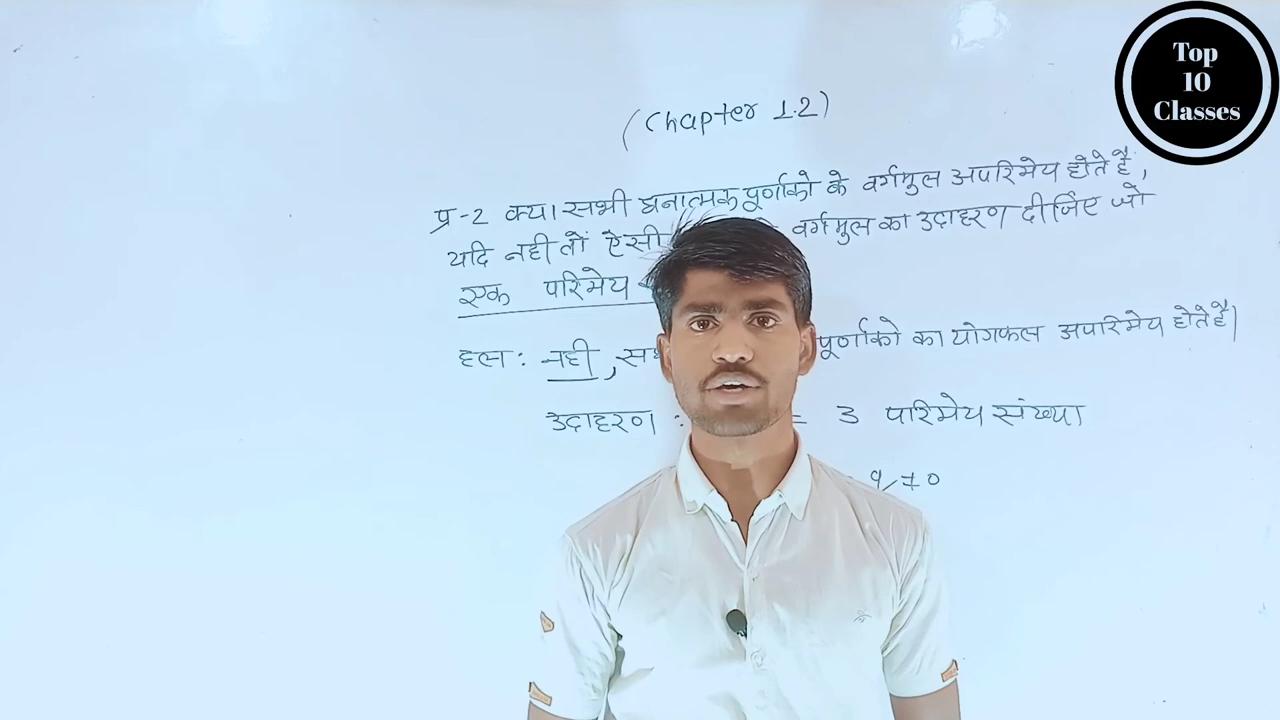 Top
10
Classes
(Chapter 1.2)
प्र-2 क्या सभी धनात्मक पूर्णाको के वर्गमुल अपरिमेय होते है,
यदि नही तों ऐसी वर्गमुल का उदाहरण दीजिए जो
एक परिमेय
हल : नही, पूर्णाको का योगफल अपरिमेय होते है।
उदाहरण : = 3 परिमेय संख्या
q ≠ 0